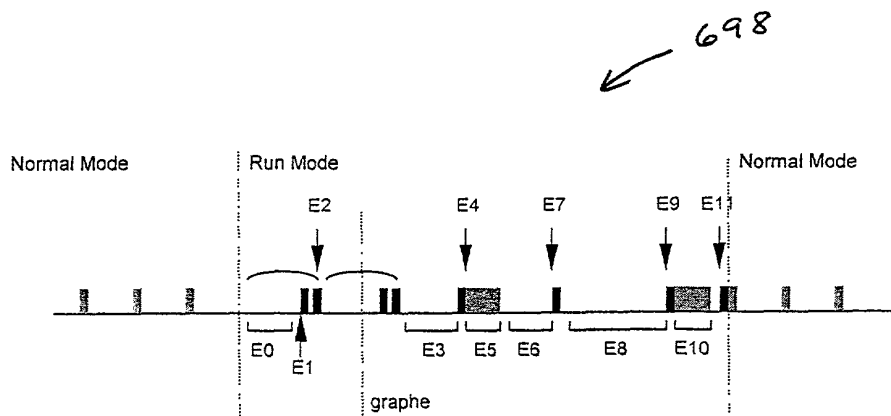 698
Normal Mode
Run Mode
Normal Mode
E2
E4
E7
E9
E11
E0
E1
E3
E5
E6
E8
E10
graphe